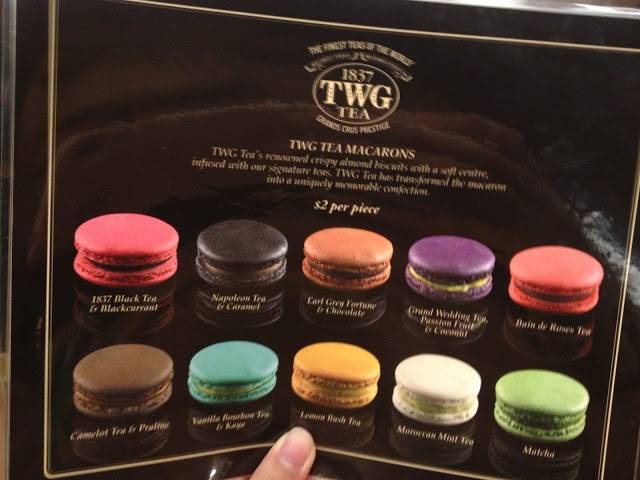 THE FINEST TEAS OF THE WORLD
1837
TWG
TEA
GRANDS CRUS PRESTIGE
TWG TEA MACARONS
TWG Tea's renowned crispy almond biscuits with a soft centre,
infused with our signature teas. TWG Tea has transformed the macaron
into a uniquely memorable confection.
$2 per piece
1837 Black Tea
& Blackcurrant
Napoleon Tea
& Caramel
Earl Grey Fortune
& Chocolate
Grand Wedding Tea,
Passion Fruit
& Coconut
Bain de Roses Tea
Camelot Tea & Praline
Vanilla Bourbon Tea
& Kaya
Lemon Bush Tea
Moroccan Mint Tea
Matcha